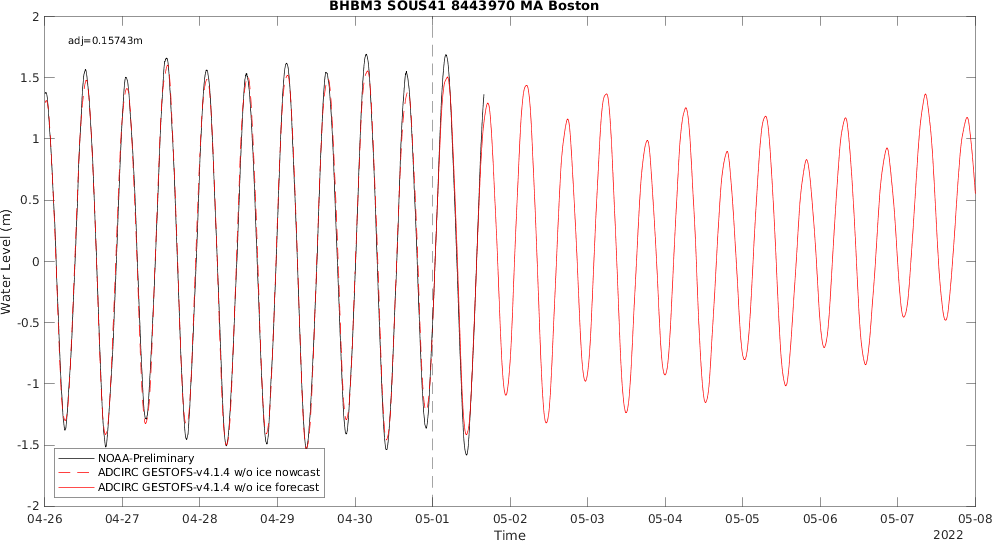 BHBM3 SOUS41 8443970 MA Boston
adj=0.15743m
2
1.5
1
0.5
0
-0.5
-1
-1.5
-2
Water Level (m)
NOAA-Preliminary
ADCIRC GESTOFS-v4.1.4 w/o ice nowcast
ADCIRC GESTOFS-v4.1.4 w/o ice forecast
04-26 04-27 04-28 04-29 04-30 05-01 05-02 05-03 05-04 05-05 05-06 05-07 05-08
Time
2022